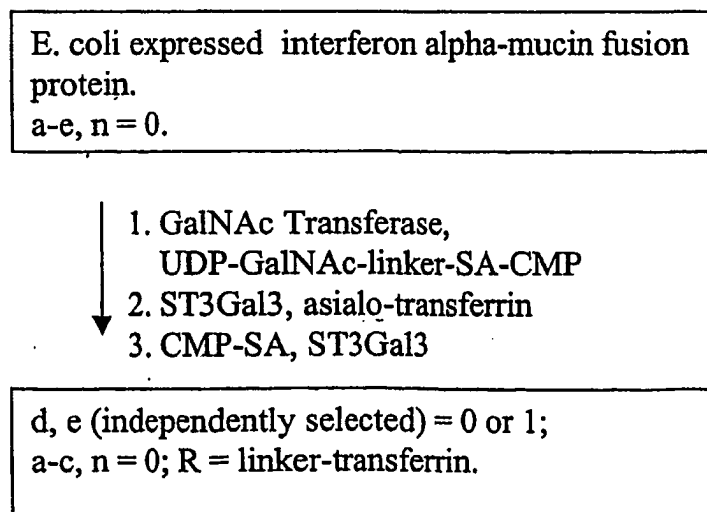 E. coli expressed interferon alpha-mucin fusion
protein.
a-e, n = 0.
1. GalNAc Transferase,
UDP-GalNAc-linker-SA-CMP
2. ST3Gal3, asialo-transferrin
3. CMP-SA, ST3Gal3
d, e (independently selected) = 0 or 1;
a-c, n = 0; R = linker-transferrin.